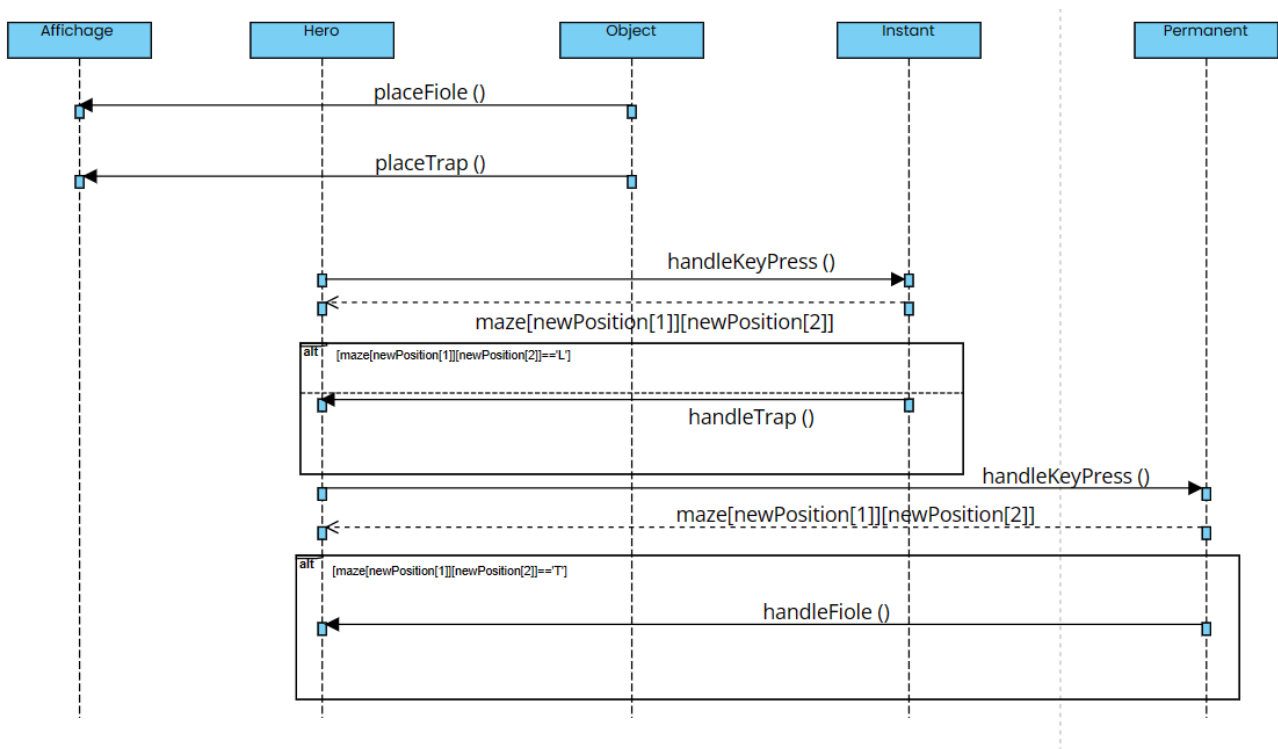 Affichage
Hero
Object
Instant
Permanent
placeFiole ()
placeTrap ()
handleKeyPress ()
maze[newPosition[1]][newPosition[2]]
alt
[maze[newPosition[1]][newPosition[2]]=='L']
handleTrap ()
handleKeyPress ()
maze[newPosition[1]][newPosition[2]]
alt
[maze[newPosition[1]][newPosition[2]]=='T']
handleFiole ()